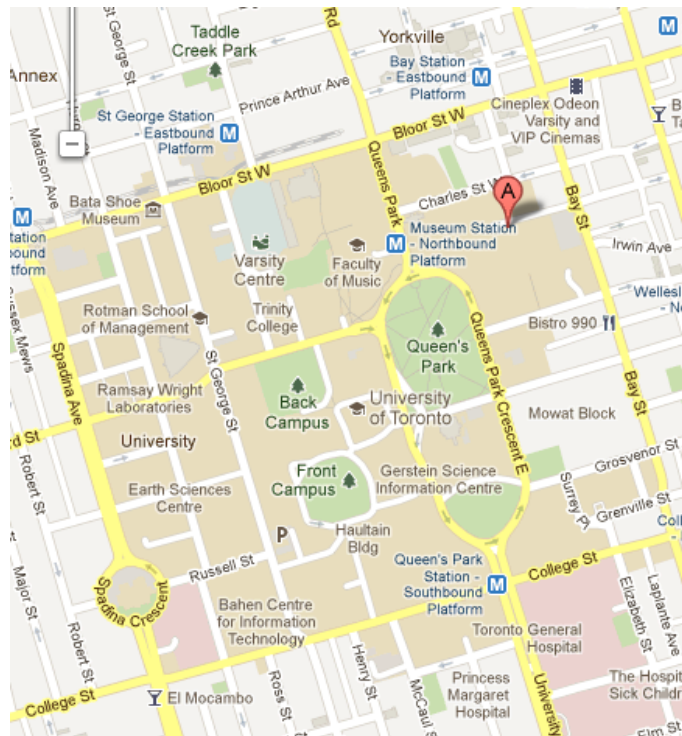 Taddle
Creek Park
Yorkville
Rd
M
Annex
St George St
Bay Station
- Eastbound
Platform
M
Prince Arthur Ave
Cineplex Odeon
Varsity and
VIP Cinemas
St George Station
- Eastbound
Platform
M
Madison Ave
Bloor St W
Bloor St W
Queens Park
Charles St W
A
Bay St
Bata Shoe
Museum
M
Museum Station
- Northbound
Platform
M
Irwin Ave
Varsity
Centre
Faculty
of Music
Rotman School
of Management
Trinity
College
Bistro 990
Queen's
Park
Queens Park Crescent E
Sussex Mews
Spadina Ave
St George St
Ramsay Wright
Laboratories
Back
Campus
University
of Toronto
Mowat Block
Bay St
University
Robert St
Front
Campus
Gerstein Science
Information Centre
Grosvenor St
Surrey Pl
Grenville St
Earth Sciences
Centre
P
Haultain
Bldg
Russell St
Queen's Park
Station -
Southbound
Platform
M
College St
Major St
Robert St
Spadina Crescent
Bahen Centre
for Information
Technology
Elizabeth St
Laplante Ave
Toronto General
Hospital
College St
El Mocambo
Ross St
Henry St
McCaul St
Princess
Margaret
Hospital
University
Elm St